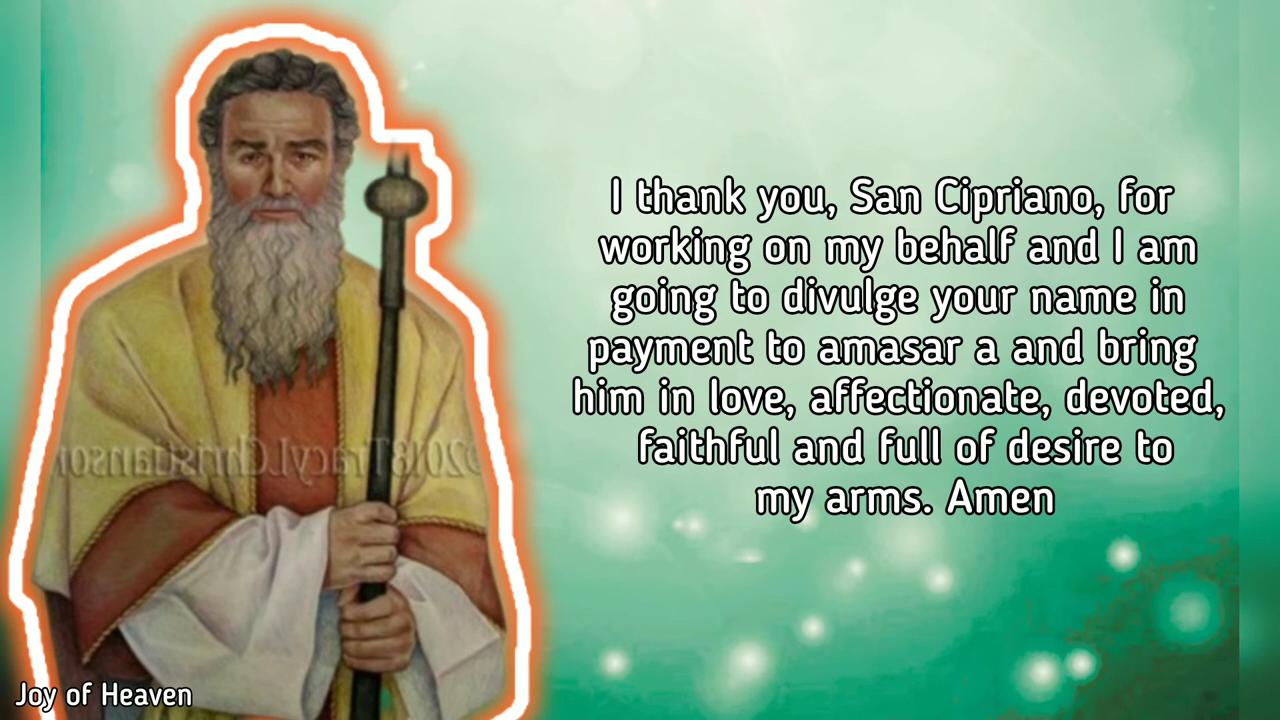 I thank you, San Cipriano, for
working on my behalf and I am
going to divulge your name in
payment to amasar a and bring
him in love, affectionate, devoted,
faithful and full of desire to
my arms. Amen
©2018TracyL.Christianson
Joy of Heaven